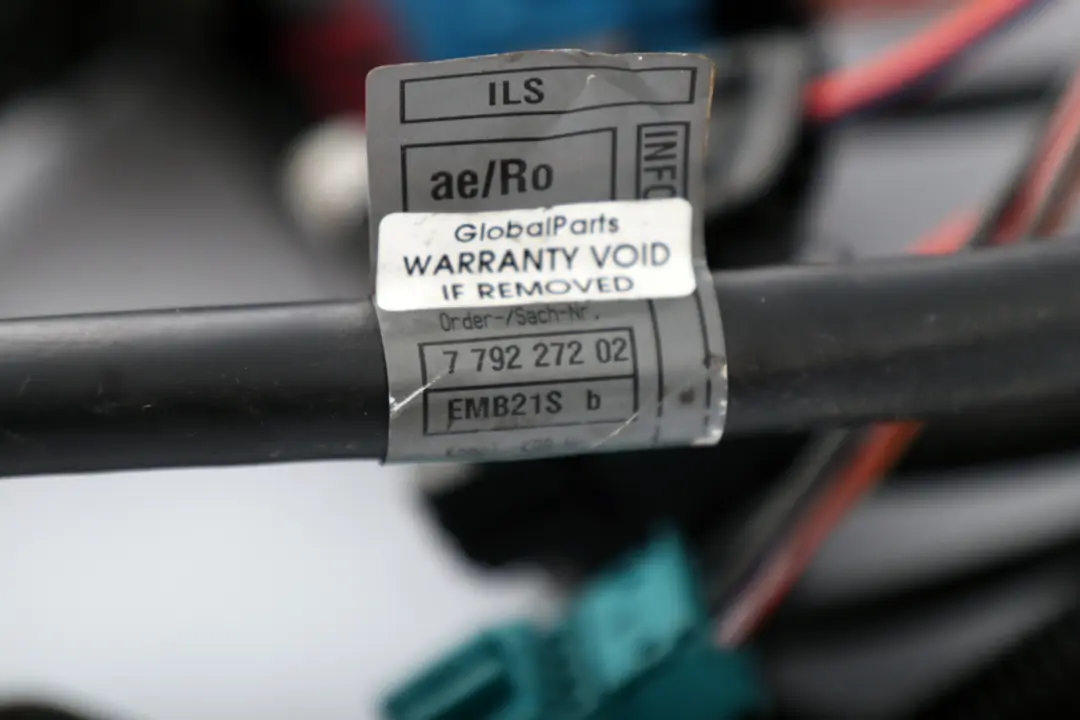 ILS
ae/Ro
INFO
GlobalParts
WARRANTY VOID
IF REMOVED
Order-/Sach-Nr.
7 792 272 02
EMB21S b